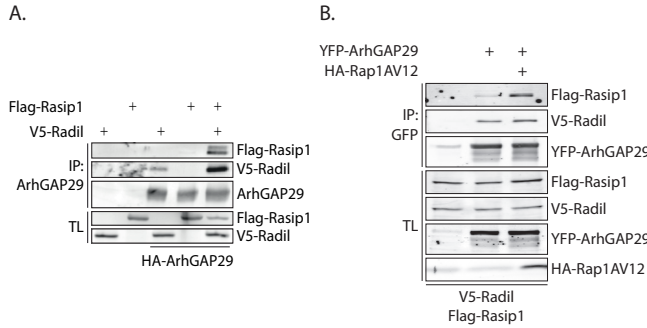 A.
Flag-Rasip1 + + +
V5-Radil + + +
IP:
ArhGAP29
Flag-Rasip1
V5-Radil
ArhGAP29
TL
Flag-Rasip1
V5-Radil
HA-ArhGAP29
B.
YFP-ArhGAP29 + +
HA-Rap1AV12 +
IP:
GFP
Flag-Rasip1
V5-Radil
YFP-ArhGAP29
TL
Flag-Rasip1
V5-Radil
YFP-ArhGAP29
HA-Rap1AV12
V5-Radil
Flag-Rasip1